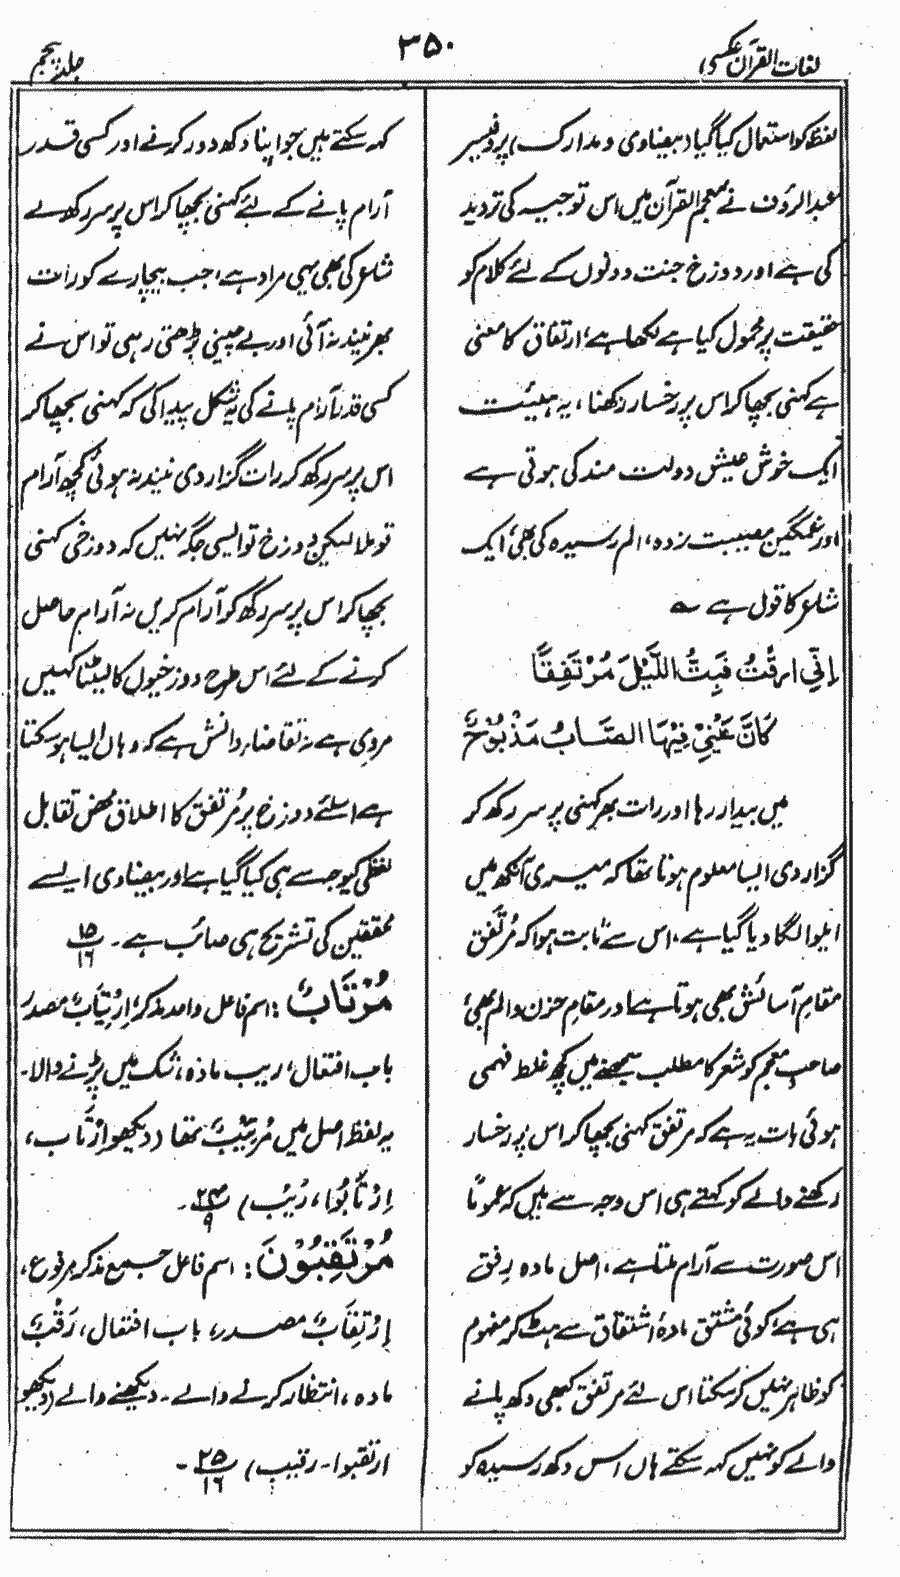 لغات القرآن عکسی
۳۵۰
جلد پنجم
لفظ کو استعمال کیا گیا (بیضاوی و مدارک) پروفیسر
عبدالرؤف نے معجم القرآن میں اس توجیہ کی تردید
کی ہے اور دوزخ جنت دونوں کے لئے کلام کو
حقیقت پر محمول کیا ہے لکھا ہے، ارتفاق کا معنی
ہے کہنی بچھا کر اس پر رخسار رکھنا، یہ ہیئت
ایک خوش عیش دولت مند کی ہوتی ہے
اور غمگین مصیبت زدہ، الم رسیدہ کی بھی، ایک
شاعر کا قول ہے ؎
اِنِّی ارِقْتُ فَبِتُّ اللَّیْلَ مُرْتَفِقًا
کَانَّ عَیْنِیْ فِیْهَا الصَّابُ مَذْبُوْحٌ
میں بیدار رہا اور رات بھر کہنی پر سر رکھ کر
گزار دی ایسا معلوم ہوتا تھا کہ میری آنکھ میں
ایلوا لگا دیا گیا ہے، اس سے ثابت ہوا کہ مُرتَفق
مقامِ آسائش بھی ہوتا ہے اور مقامِ حزن و الم بھی،
صاحبِ معجم کو شعر کا مطلب سمجھنے میں کچھ غلط فہمی
ہوئی بات یہ ہے کہ مرتفق کہنی بچھا کر اس پر رخسار
رکھنے والے کو کہتے ہی اس وجہ سے ہیں کہ عموماً
اس صورت سے آرام ملتا ہے، اصل مادہ رِفق
ہی ہے، کوئی مشتق مادۂ اشتقاق سے ہٹ کر مفہوم
کو ظاہر نہیں کر سکتا اس لئے مرتفق کبھی دکھ پانے
والے کو نہیں کہہ سکتے ہاں اس دکھ رسیدہ کو
کہہ سکتے ہیں جو اپنا دکھ دور کرنے اور کسی قدر
آرام پانے کے لئے کہنی بچھا کر اس پر سر رکھ لے
شاعر کی بھی یہی مراد ہے، جب بیچارے کو رات
بھر نیند نہ آئی اور بے چینی بڑھتی رہی تو اس نے
کسی قدر آرام پانے کی یہ شکل پیدا کی کہ کہنی بچھا کر
اس پر سر رکھ کر رات گزار دی نیند نہ ہوئی کچھ آرام
تو ملا لیکن دوزخ تو ایسی جگہ نہیں کہ دوزخی کہنی
بچھا کر اس پر سر رکھ کو آرام کریں نہ آرام حاصل
کرنے کے لئے اس طرح دوزخیوں کا لیٹنا کہیں
مروی ہے نہ تقاضاءِ دانش ہے کہ وہاں ایسا ہو سکتا
ہے اسلئے دوزخ پر مُرتفق کا اطلاق محض تقابل
لفظی کیوجہ سے ہی کیا گیا ہے اور بیضاوی ایسے
محققین کی تشریح ہی صائب ہے ۔ ۱۵/۱۶
مُرْتَابٌ : اسم فاعل واحد مذکر، اِرْتِیَابٌ مصدر
باب افتعال، ریب مادّہ، شک میں پڑنے والا۔
یہ لفظ اصل میں مُرتَیِبٌ تھا (دیکھو اِرْتَاب،
اِرْتَابُوا، رَیْب) ۲۴/۹ ۔
مُرْتَقِبُوْنَ : اسم فاعل جمع مذکر مرفوع،
اِرْتِقَابٌ مصدر، باب افتعال، رَقْبٌ
مادہ، انتظار کرنے والے ۔ دیکھنے والے (دیکھو
ارتقبوا ۔ رقیب) ۲۵/۱۶ ۔